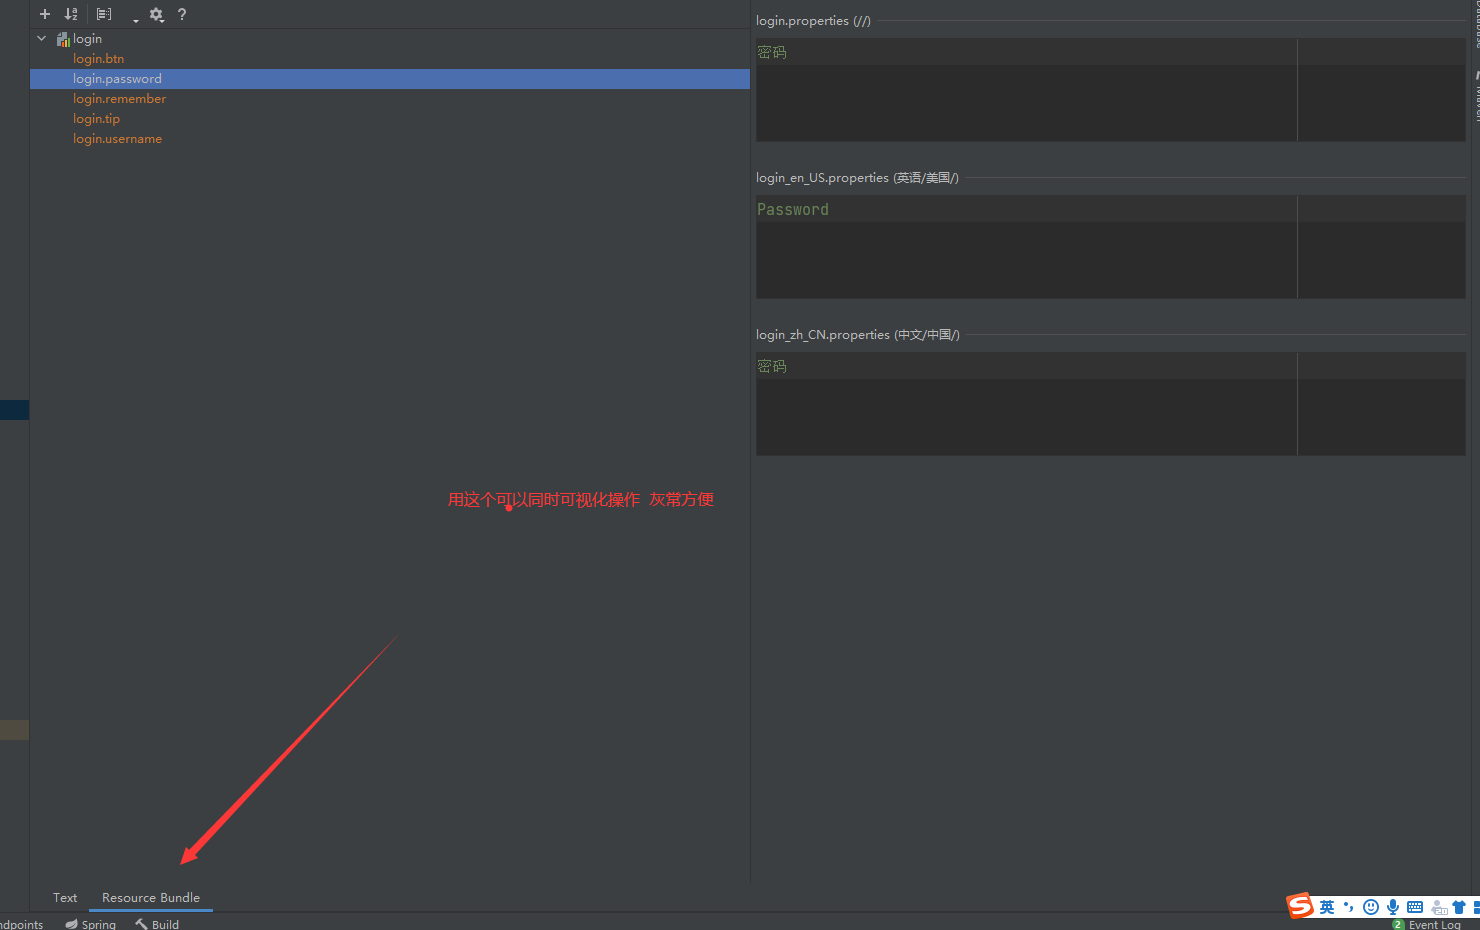 login
login.btn
login.password
login.remember
login.tip
login.username
login.properties (//)
密码
login_en_US.properties (英语/美国/)
Password
login_zh_CN.properties (中文/中国/)
密码
用这个可以同时可视化操作 灰常方便
Text
Resource Bundle
英
ndpoints
Spring
Build
2 Event Log